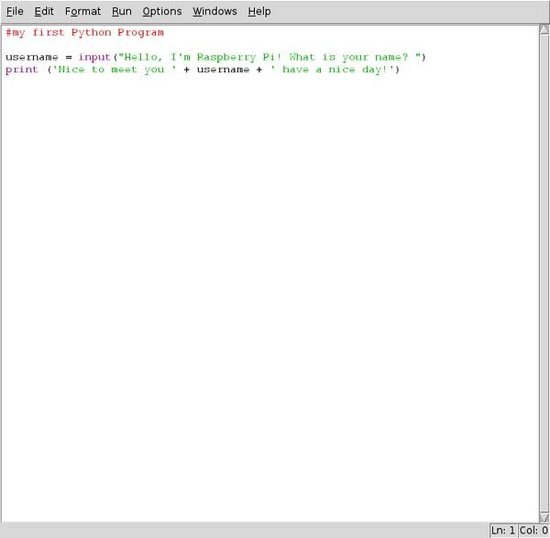 File Edit Format Run Options Windows Help
#my first Python Program
username = input("Hello, I'm Raspberry Pi! What is your name? ")
print ('Nice to meet you ' + username + ' have a nice day!')
Ln: 1 Col: 0